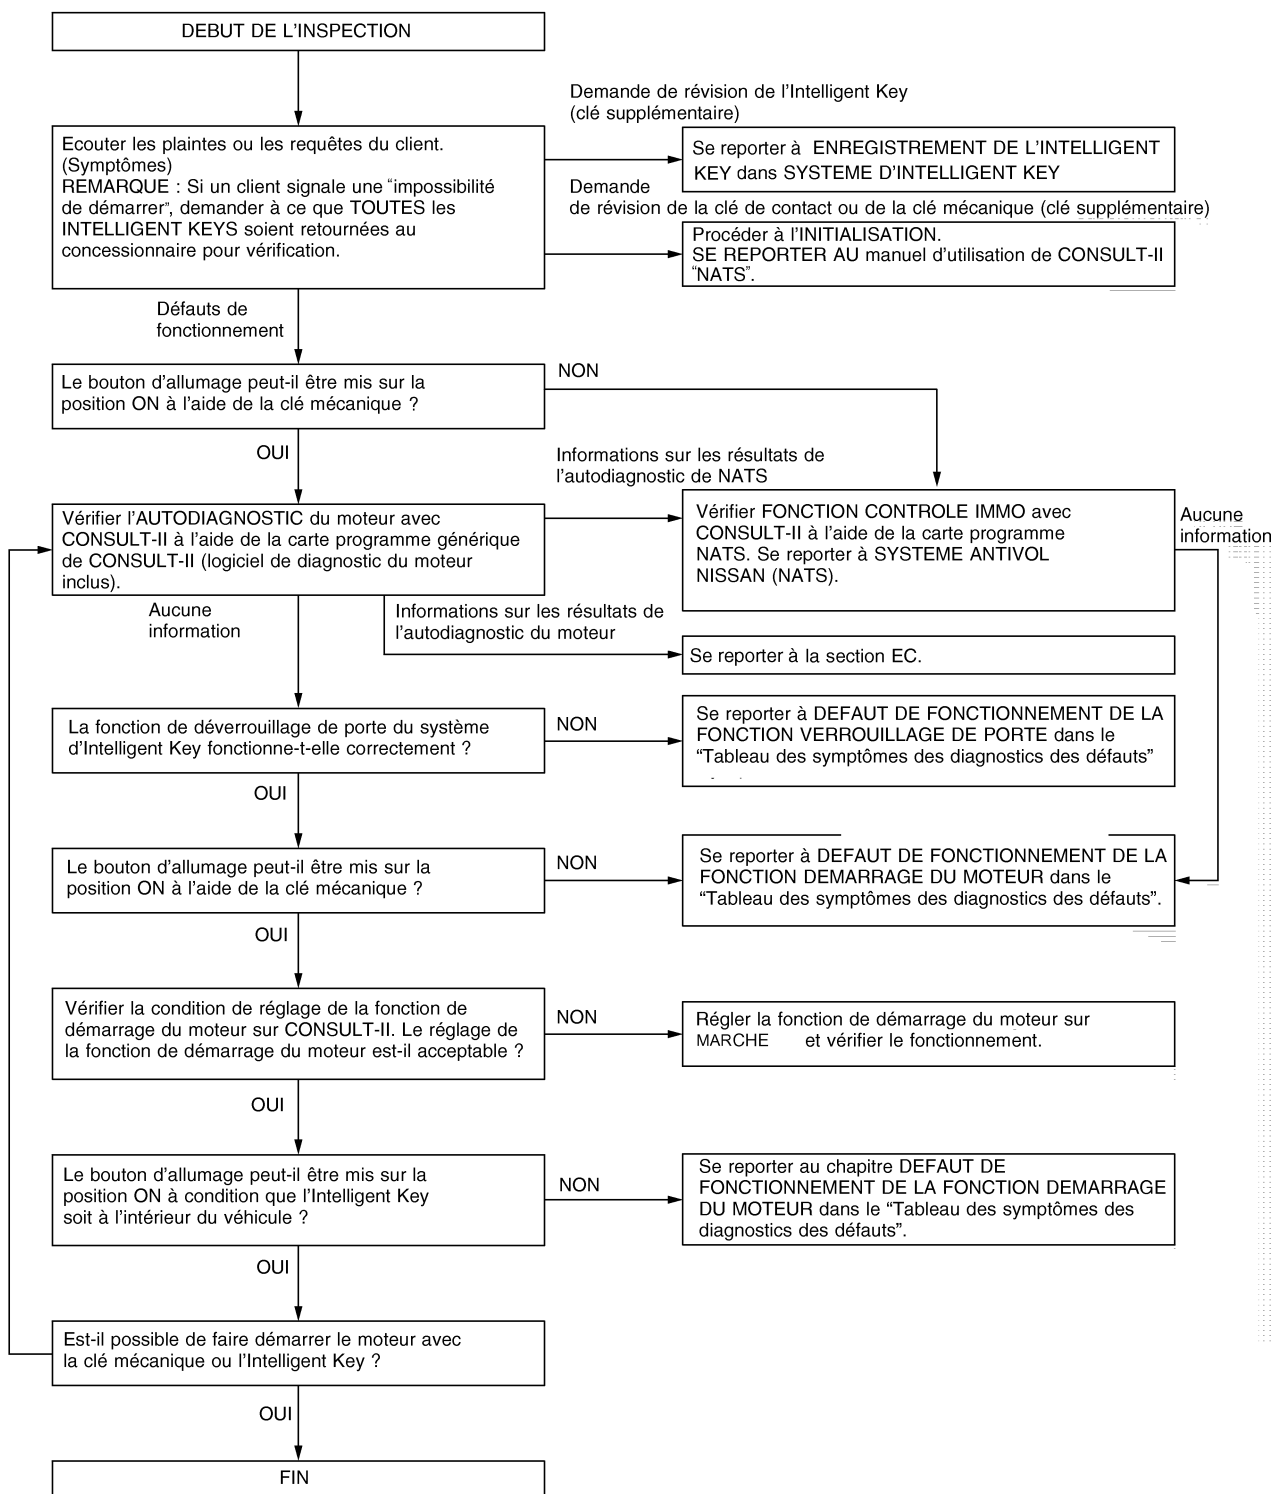 DEBUT DE L'INSPECTION
Demande de révision de l'Intelligent Key
(clé supplémentaire)
Ecouter les plaintes ou les requêtes du client.
(Symptômes)
REMARQUE : Si un client signale une “impossibilité
de démarrer”, demander à ce que TOUTES les
INTELLIGENT KEYS soient retournées au
concessionnaire pour vérification.
Se reporter à ENREGISTREMENT DE L'INTELLIGENT
KEY dans SYSTEME D'INTELLIGENT KEY
Demande
de révision de la clé de contact ou de la clé mécanique (clé supplémentaire)
Procéder à l'INITIALISATION.
SE REPORTER AU manuel d'utilisation de CONSULT-II
“NATS”.
Défauts de
fonctionnement
Le bouton d'allumage peut-il être mis sur la
position ON à l'aide de la clé mécanique ?
NON
OUI
Informations sur les résultats de
l'autodiagnostic de NATS
Vérifier l'AUTODIAGNOSTIC du moteur avec
CONSULT-II à l'aide de la carte programme générique
de CONSULT-II (logiciel de diagnostic du moteur
inclus).
Vérifier FONCTION CONTROLE IMMO avec
CONSULT-II à l'aide de la carte programme
NATS. Se reporter à SYSTEME ANTIVOL
NISSAN (NATS).
Aucune
information
Aucune
information
Informations sur les résultats de
l'autodiagnostic du moteur
Se reporter à la section EC.
La fonction de déverrouillage de porte du système
d'Intelligent Key fonctionne-t-elle correctement ?
NON
Se reporter à DEFAUT DE FONCTIONNEMENT DE LA
FONCTION VERROUILLAGE DE PORTE dans le
“Tableau des symptômes des diagnostics des défauts”
OUI
Le bouton d'allumage peut-il être mis sur la
position ON à l'aide de la clé mécanique ?
NON
Se reporter à DEFAUT DE FONCTIONNEMENT DE LA
FONCTION DEMARRAGE DU MOTEUR dans le
“Tableau des symptômes des diagnostics des défauts”.
OUI
Vérifier la condition de réglage de la fonction de
démarrage du moteur sur CONSULT-II. Le réglage de
la fonction de démarrage du moteur est-il acceptable ?
NON
Régler la fonction de démarrage du moteur sur
MARCHE et vérifier le fonctionnement.
OUI
Le bouton d'allumage peut-il être mis sur la
position ON à condition que l'Intelligent Key
soit à l'intérieur du véhicule ?
NON
Se reporter au chapitre DEFAUT DE
FONCTIONNEMENT DE LA FONCTION DEMARRAGE
DU MOTEUR dans le “Tableau des symptômes des
diagnostics des défauts”.
OUI
Est-il possible de faire démarrer le moteur avec
la clé mécanique ou l'Intelligent Key ?
OUI
FIN